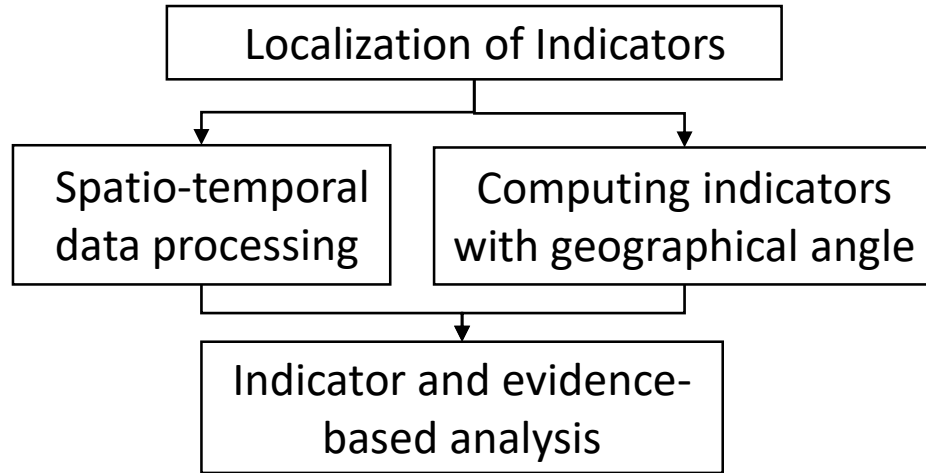 Localization of Indicators
Spatio-temporal
data processing
Computing indicators
with geographical angle
Indicator and evidence-
based analysis